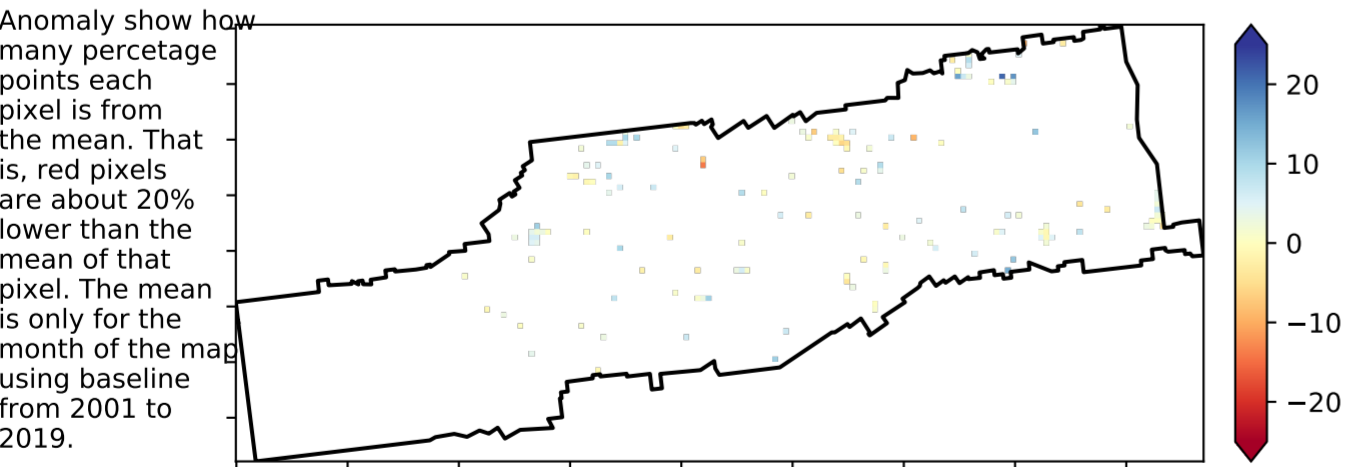 Anomaly show how
many percetage
points each
pixel is from
the mean. That
is, red pixels
are about 20%
lower than the
mean of that
pixel. The mean
is only for the
month of the map
using baseline
from 2001 to
2019.
20
10
0
−10
−20